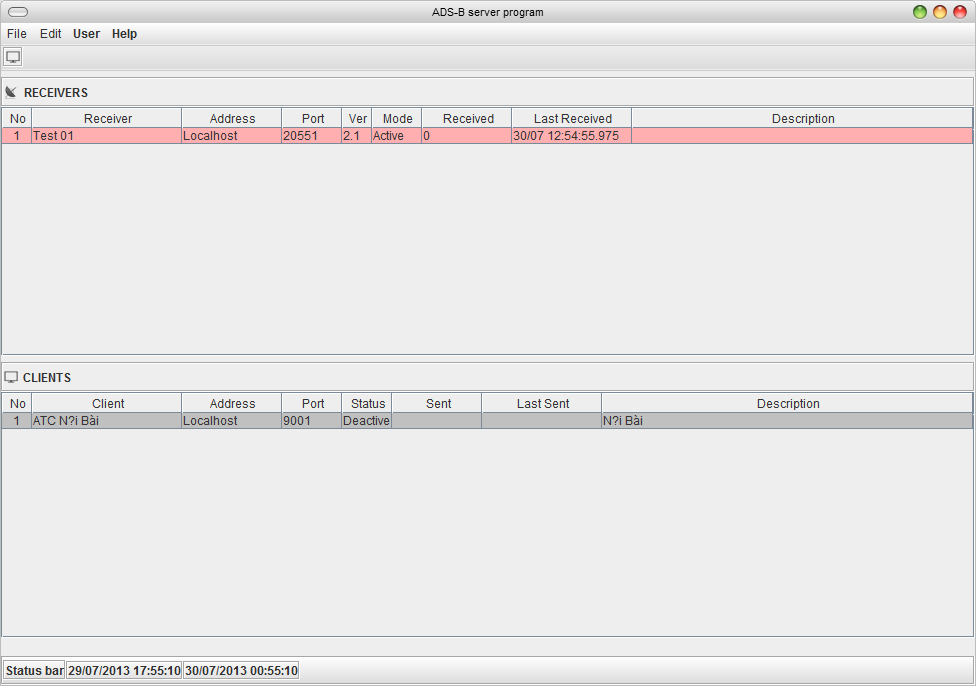 ADS-B server program
File Edit User Help
RECEIVERS
No Receiver Address Port Ver Mode Received Last Received Description
1 Test 01 Localhost 20551 2.1 Active 0 30/07 12:54:55.975
CLIENTS
No Client Address Port Status Sent Last Sent Description
1 ATC N?i Bài Localhost 9001 Deactive N?i Bài
Status bar 29/07/2013 17:55:10 30/07/2013 00:55:10